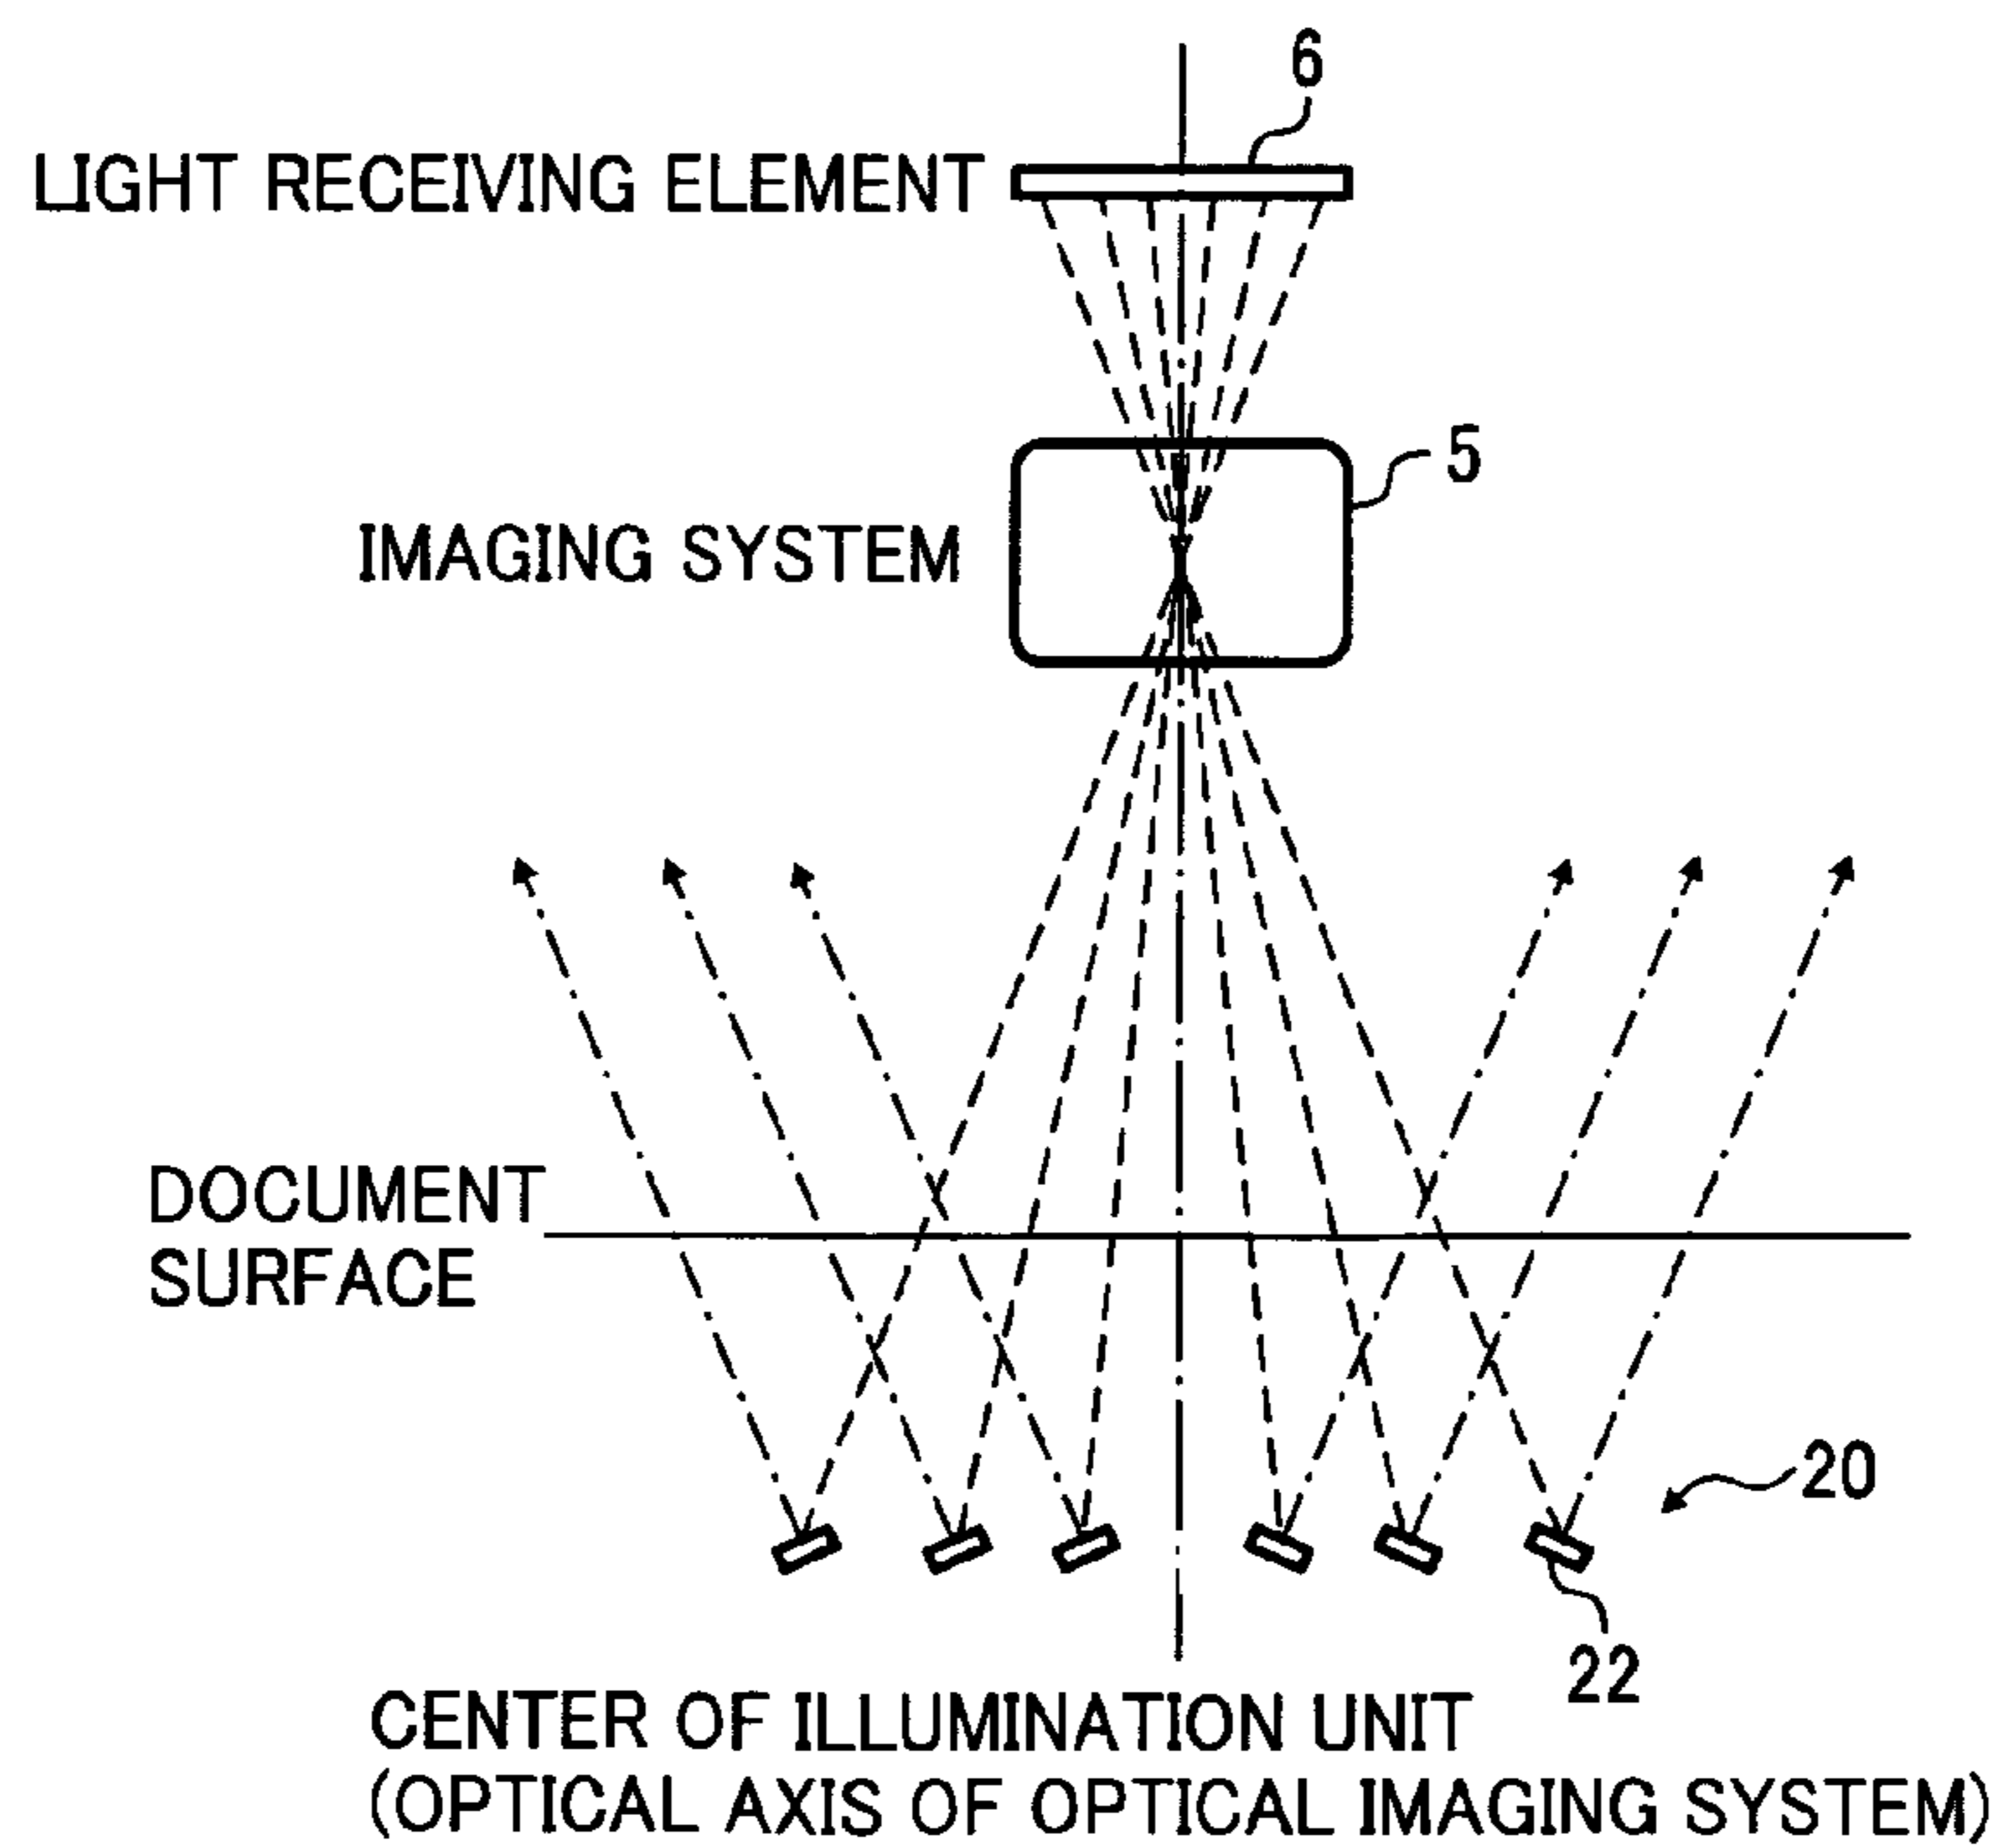 6
LIGHT RECEIVING ELEMENT
5
IMAGING SYSTEM
DOCUMENT
SURFACE
20
22
CENTER OF ILLUMINATION UNIT
(OPTICAL AXIS OF OPTICAL IMAGING SYSTEM)